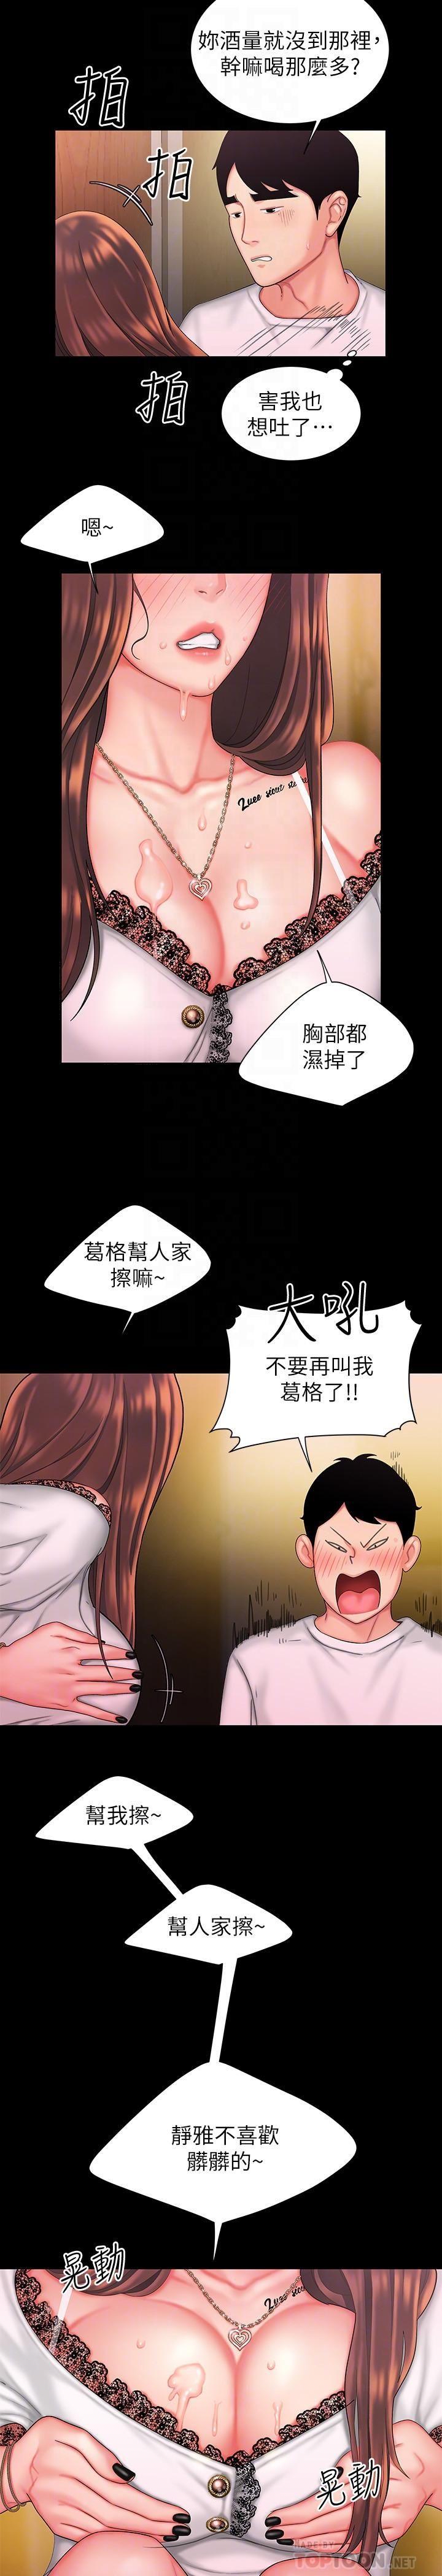 妳酒量就沒到那裡,
幹嘛喝那麼多?
拍
拍
拍
害我也
想吐了⋯
嗯~
胸部都
濕掉了
葛格幫人家
擦嘛~
大吼
不要再叫我
葛格了!!
幫我擦~
幫人家擦~
靜雅不喜歡
髒髒的~
晃動
晃動
TOPTOON.NET